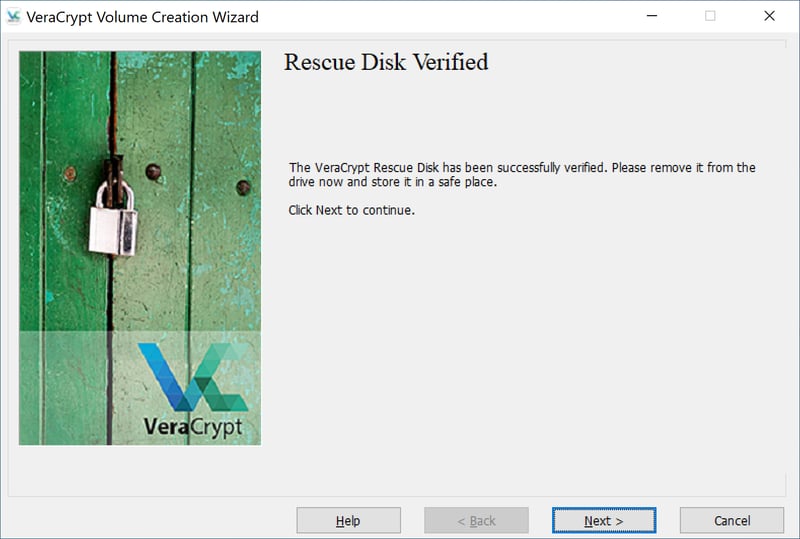 VeraCrypt Volume Creation Wizard
Rescue Disk Verified
The VeraCrypt Rescue Disk has been successfully verified. Please remove it from the
drive now and store it in a safe place.
Click Next to continue.
VeraCrypt
Help
< Back
Next >
Cancel